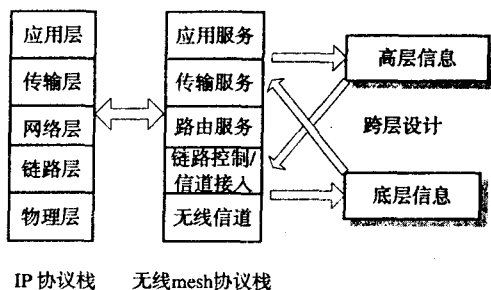 应用层
传输层
网络层
链路层
物理层
应用服务
传输服务
路由服务
链路控制/
信道接入
无线信道
高层信息
跨层设计
底层信息
IP 协议栈
无线mesh协议栈